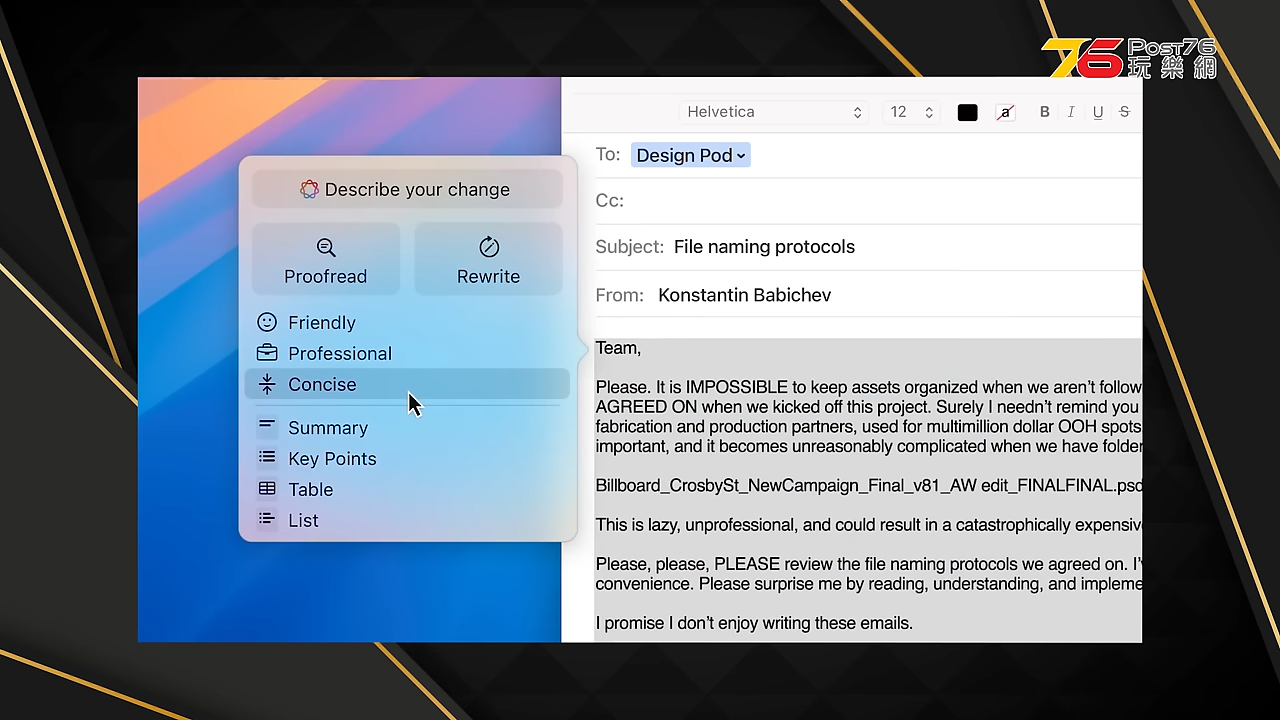 76 Post76
玩樂網
Helvetica 12 a B I U S
To: Design Pod
Cc:
Subject: File naming protocols
From: Konstantin Babichev
Describe your change
Proofread Rewrite
Friendly
Professional
Concise
Summary
Key Points
Table
List
Team,
Please. It is IMPOSSIBLE to keep assets organized when we aren't follow
AGREED ON when we kicked off this project. Surely I needn't remind you
fabrication and production partners, used for multimillion dollar OOH spots
important, and it becomes unreasonably complicated when we have folder
Billboard_CrosbySt_NewCampaign_Final_v81_AW edit_FINALFINAL.psd
This is lazy, unprofessional, and could result in a catastrophically expensiv
Please, please, PLEASE review the file naming protocols we agreed on. I'
convenience. Please surprise me by reading, understanding, and impleme
I promise I don't enjoy writing these emails.